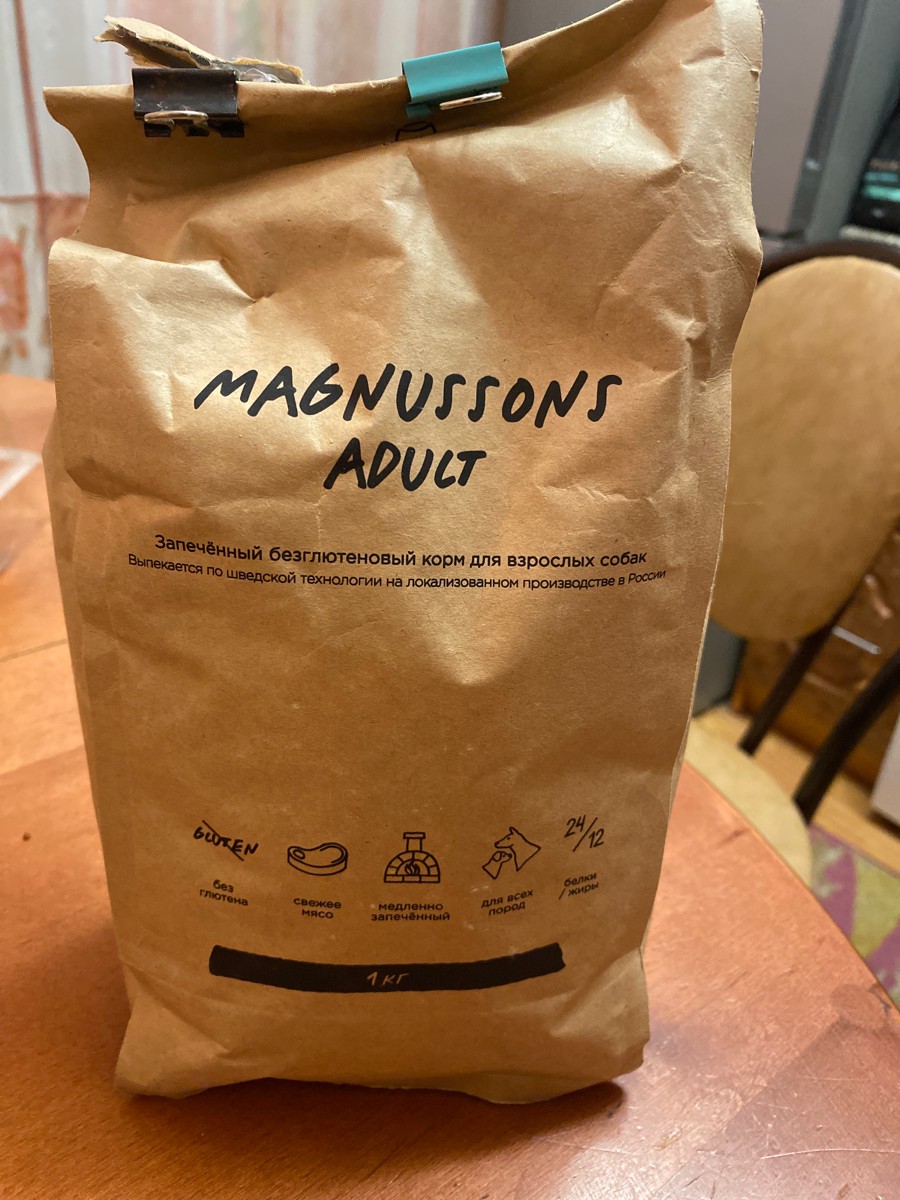 MAGNUSSONS
ADULT
Запечённый безглютеновый корм для взрослых собак
Выпекается по шведской технологии на локализованном производстве в России
GLUTEN
24/12
без
глютена
свежее
мясо
медленно
запечённый
для всех
пород
белки
/жиры
1 кг